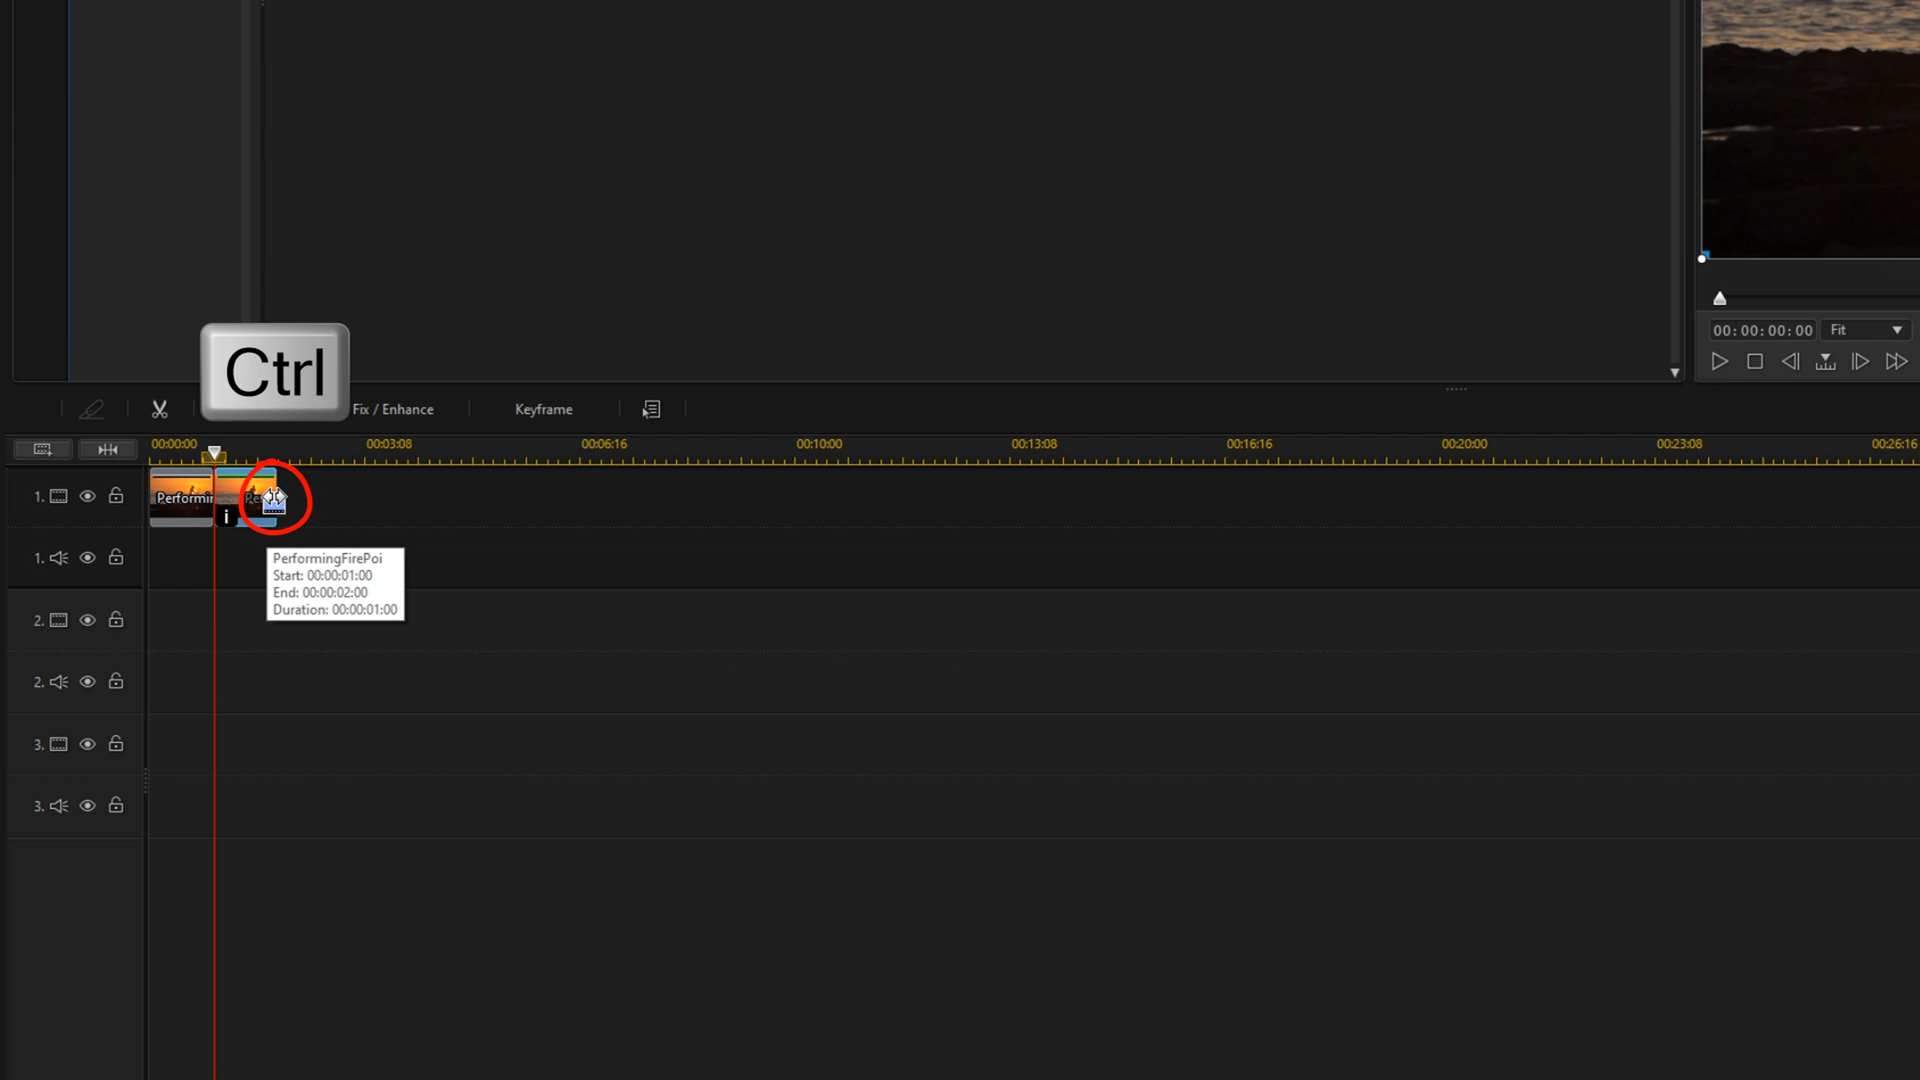 00:00:00:00 Fit
Ctrl
Fix / Enhance Keyframe
00:00:00 00:03:08 00:06:16 00:10:00 00:13:08 00:16:16 00:20:00 00:23:08 00:26:16
1.
Performin
i
1.
PerformingFirePoi
Start: 00:00:01:00
End: 00:00:02:00
Duration: 00:00:01:00
2.
2.
3.
3.